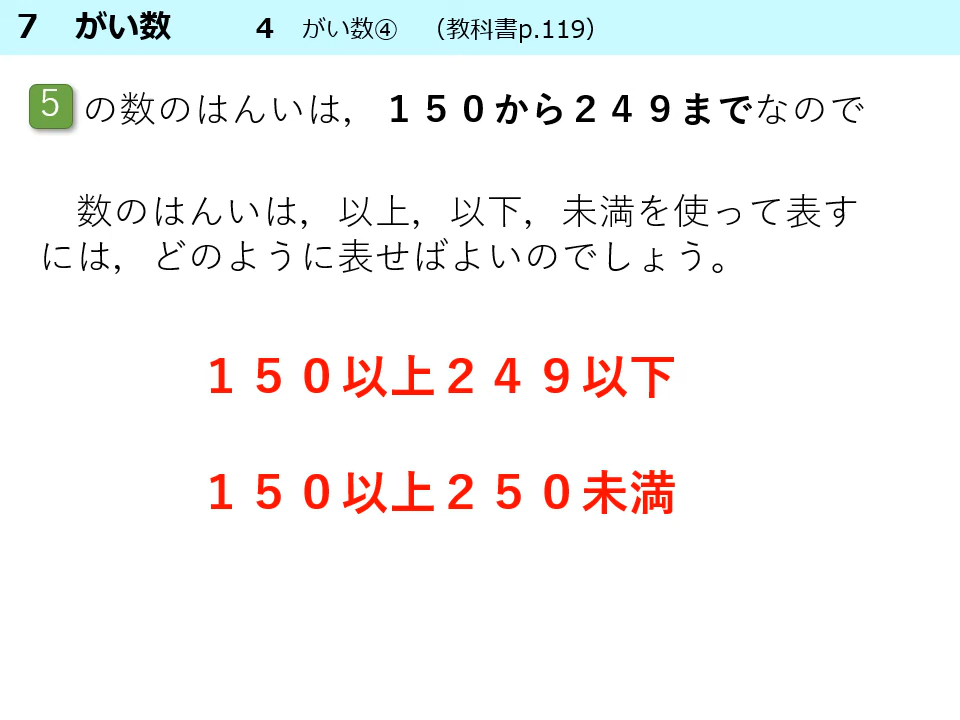 ７　がい数　　　４　がい数④　（教科書p.119）
５の数のはんいは，１５０から２４９までなので
数のはんいは，以上，以下，未満を使って表す
には，どのように表せばよいのでしょう。
１５０以上２４９以下
１５０以上２５０未満